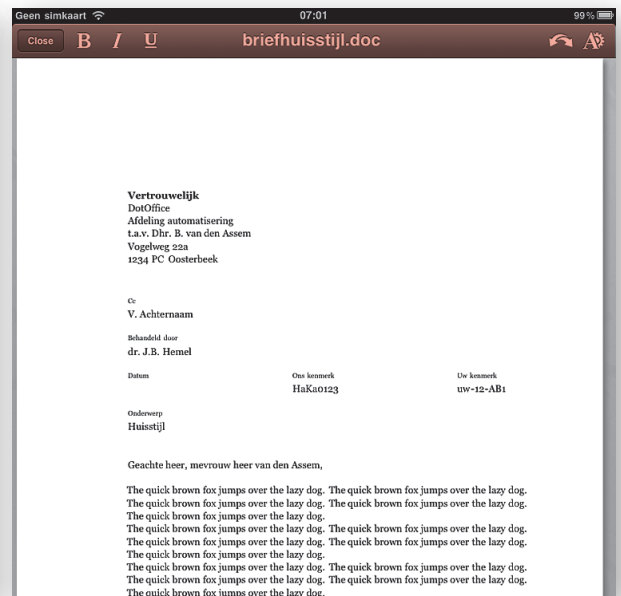 Geen simkaart 07:01 99%
Close B I U briefhuisstijl.doc A
Vertrouwelijk
DotOffice
Afdeling automatisering
t.a.v. Dhr. B. van den Assem
Vogelweg 22a
1234 PC Oosterbeek
Cc
V. Achternaam
Behandeld door
dr. J.B. Hemel
Datum Ons kenmerk Uw kenmerk
HaKa0123 uw-12-AB1
Onderwerp
Huisstijl
Geachte heer, mevrouw heer van den Assem,
The quick brown fox jumps over the lazy dog. The quick brown fox jumps over the lazy dog.
The quick brown fox jumps over the lazy dog. The quick brown fox jumps over the lazy dog.
The quick brown fox jumps over the lazy dog.
The quick brown fox jumps over the lazy dog. The quick brown fox jumps over the lazy dog.
The quick brown fox jumps over the lazy dog. The quick brown fox jumps over the lazy dog.
The quick brown fox jumps over the lazy dog.
The quick brown fox jumps over the lazy dog. The quick brown fox jumps over the lazy dog.
The quick brown fox jumps over the lazy dog. The quick brown fox jumps over the lazy dog.
The quick brown fox jumps over the lazy dog.